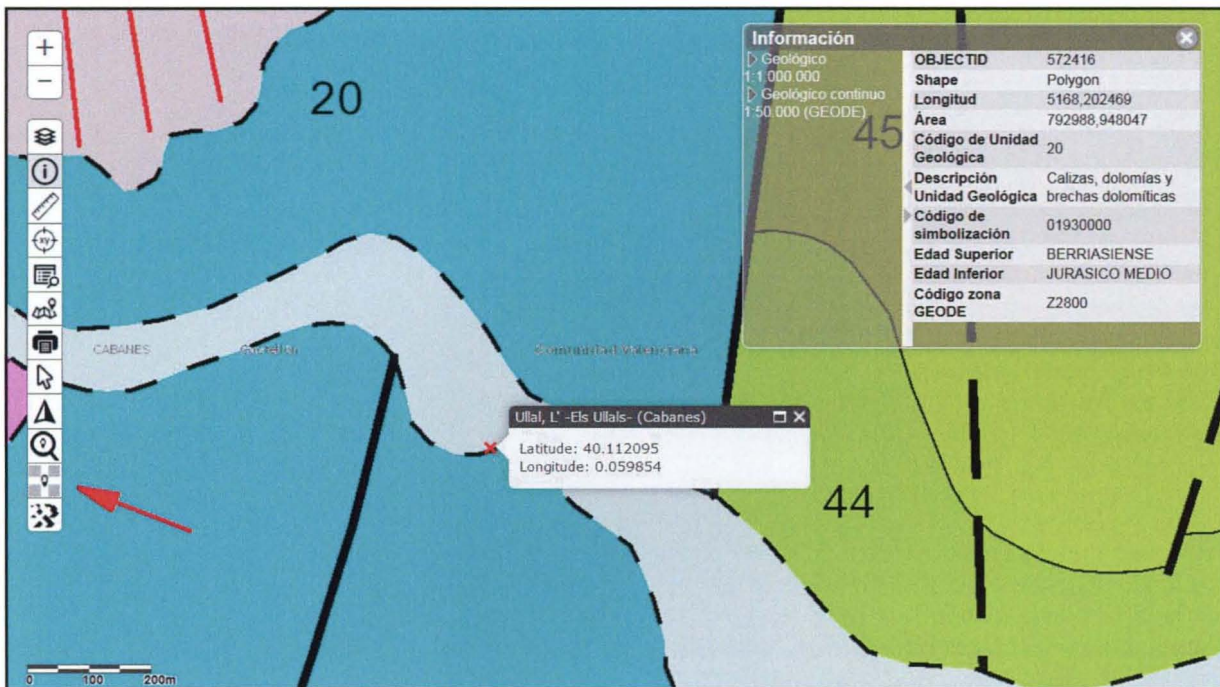 +
−
20
Información
▷ Geológico
1:1.000.000
▷ Geológico continuo
1:50.000 (GEODE)
45
OBJECTID 572416
Shape Polygon
Longitud 5168,202469
Área 792988,948047
Código de Unidad
Geológica 20
Descripción Calizas, dolomías y
Unidad Geológica brechas dolomíticas
Código de
simbolización 01930000
Edad Superior BERRIASIENSE
Edad Inferior JURASICO MEDIO
Código zona
GEODE Z2800
CABANES Castellón Comunidad Valenciana
Ullal, L' -Els Ullals- (Cabanes)
Latitude: 40.112095
Longitude: 0.059854
44
0 100 200m